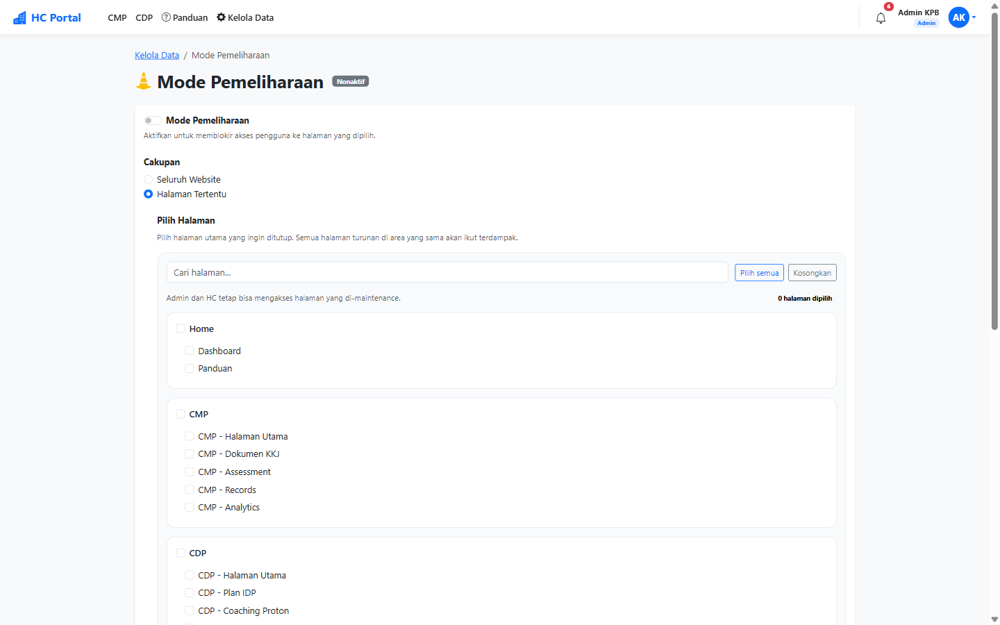 HC Portal CMP CDP Panduan Kelola Data 6 Admin KPB Admin AK
Kelola Data / Mode Pemeliharaan
Mode Pemeliharaan Nonaktif
Mode Pemeliharaan
Aktifkan untuk memblokir akses pengguna ke halaman yang dipilih.
Cakupan
Seluruh Website
Halaman Tertentu
Pilih Halaman
Pilih halaman utama yang ingin ditutup. Semua halaman turunan di area yang sama akan ikut terdampak.
Cari halaman... Pilih semua Kosongkan
Admin dan HC tetap bisa mengakses halaman yang di-maintenance. 0 halaman dipilih
Home
Dashboard
Panduan
CMP
CMP - Halaman Utama
CMP - Dokumen KKJ
CMP - Assessment
CMP - Records
CMP - Analytics
CDP
CDP - Halaman Utama
CDP - Plan IDP
CDP - Coaching Proton